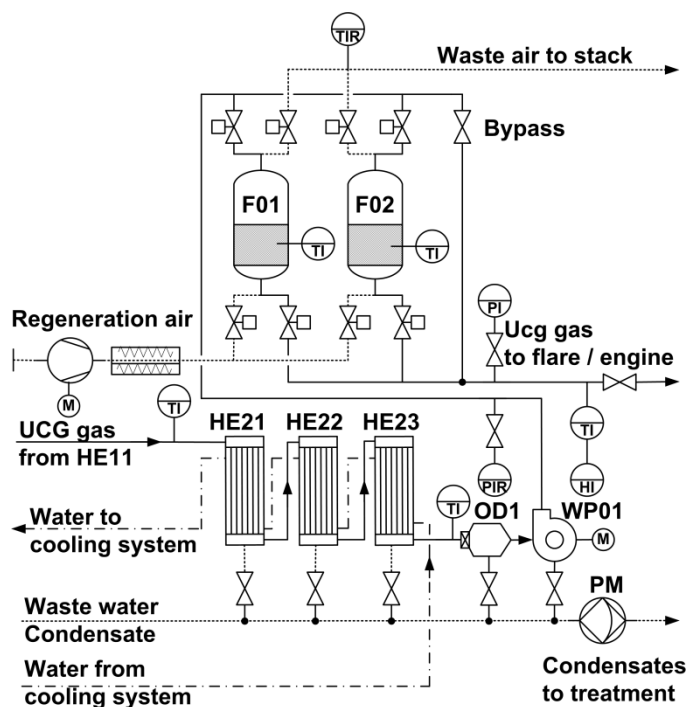 TIR
Waste air to stack
Bypass
F01
F02
TI
TI
PI
Regeneration air
Ucg gas
to flare / engine
M
TI
HE21
HE22
HE23
TI
UCG gas
from HE11
PIR
HI
TI
OD1
WP01
M
Water to
cooling system
PM
Waste water
Condensate
Water from
cooling system
Condensates
to treatment